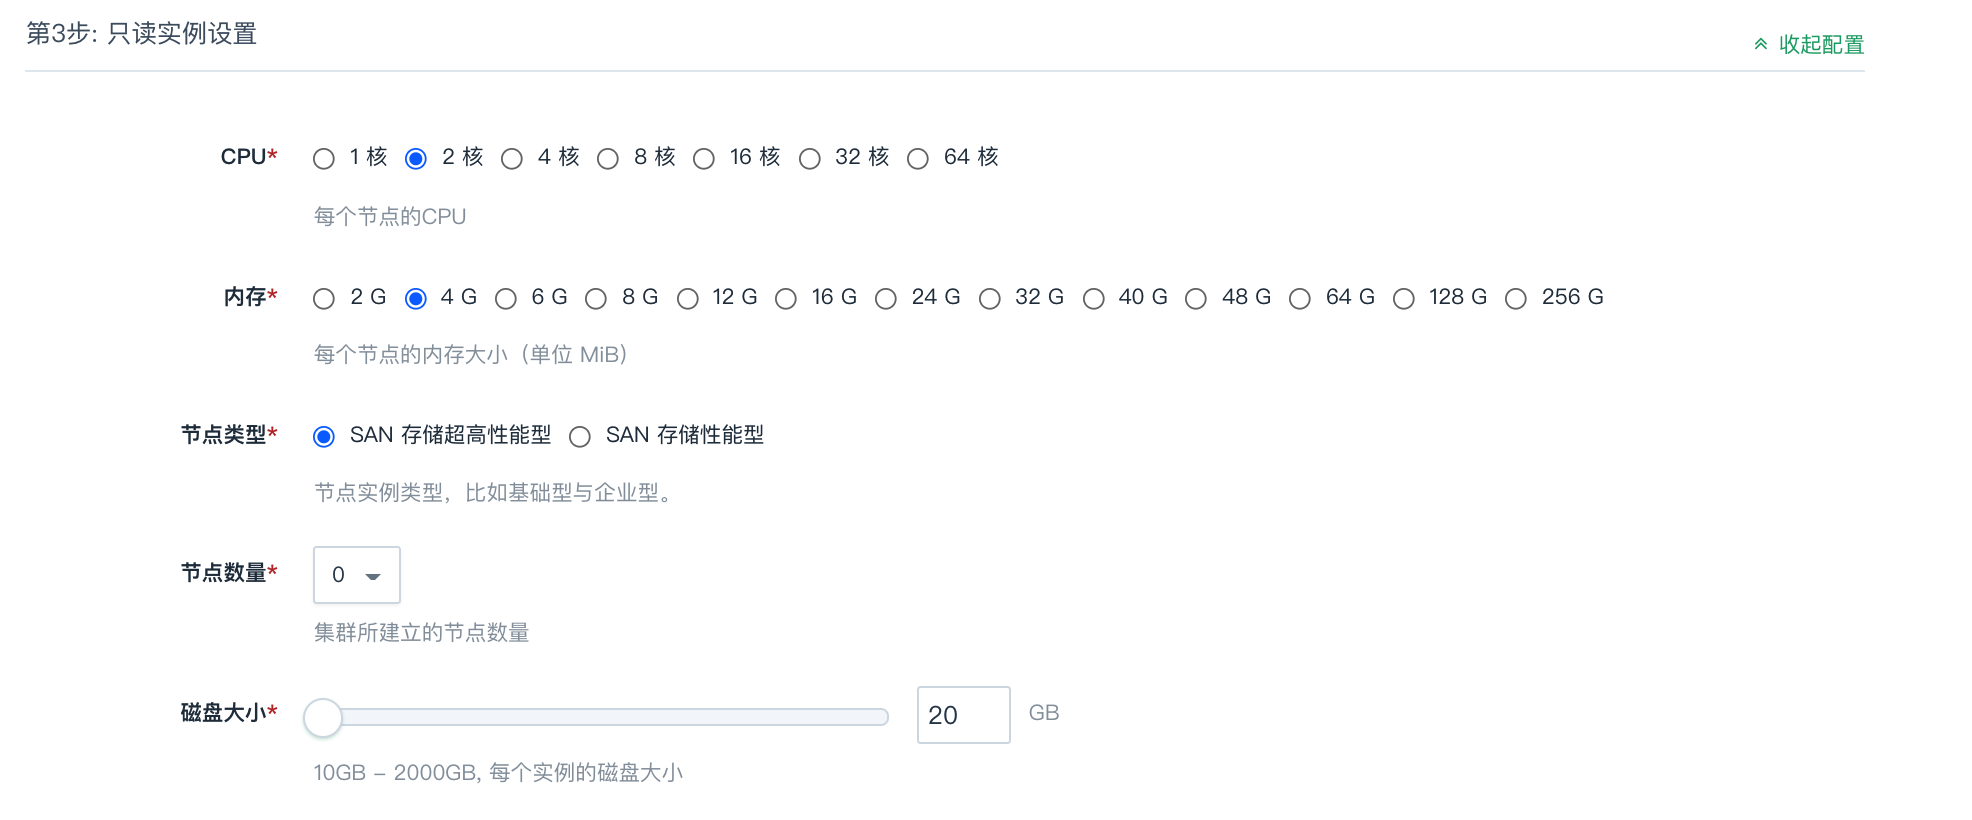 第3步: 只读实例设置
收起配置
CPU* 1 核 2 核 4 核 8 核 16 核 32 核 64 核
每个节点的CPU
内存* 2 G 4 G 6 G 8 G 12 G 16 G 24 G 32 G 40 G 48 G 64 G 128 G 256 G
每个节点的内存大小（单位 MiB）
节点类型* SAN 存储超高性能型 SAN 存储性能型
节点实例类型，比如基础型与企业型。
节点数量* 0
集群所建立的节点数量
磁盘大小* 20 GB
10GB – 2000GB, 每个实例的磁盘大小